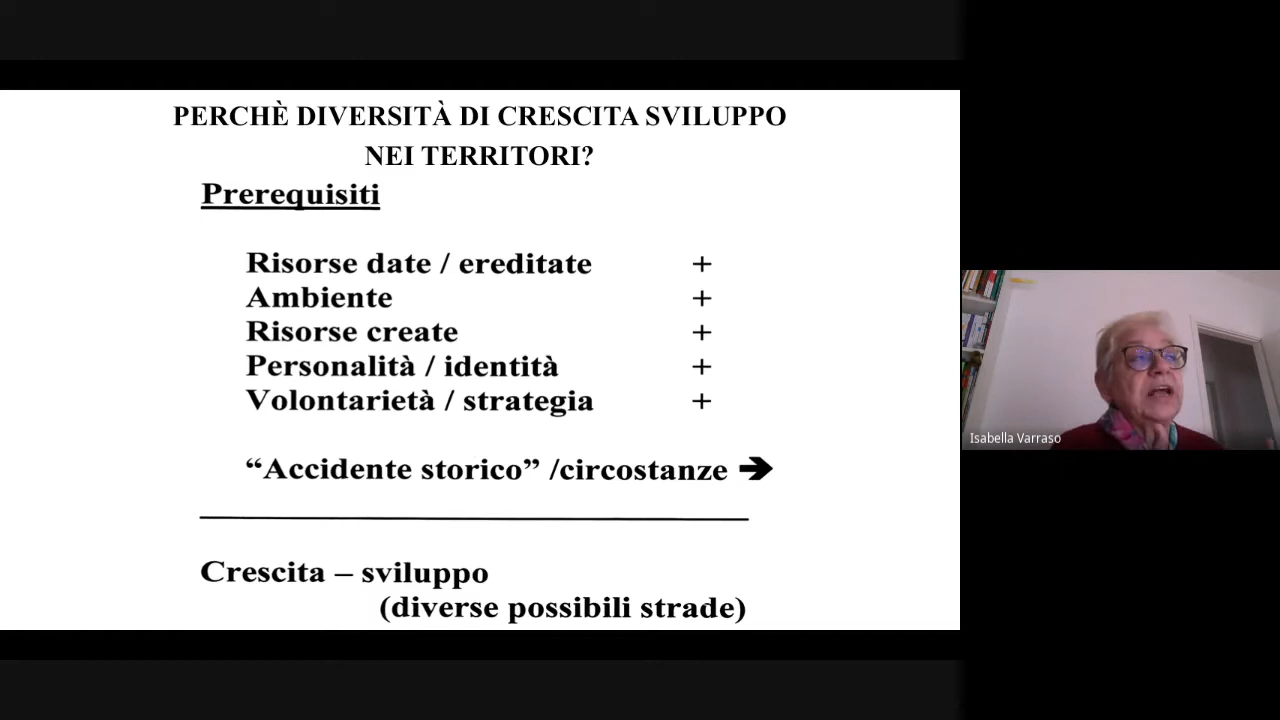 PERCHÈ DIVERSITÀ DI CRESCITA SVILUPPO
NEI TERRITORI?
Prerequisiti
Risorse date / ereditate +
Ambiente +
Risorse create +
Personalità / identità +
Volontarietà / strategia +
“Accidente storico” /circostanze ➔
Crescita – sviluppo
(diverse possibili strade)
Isabella Varraso